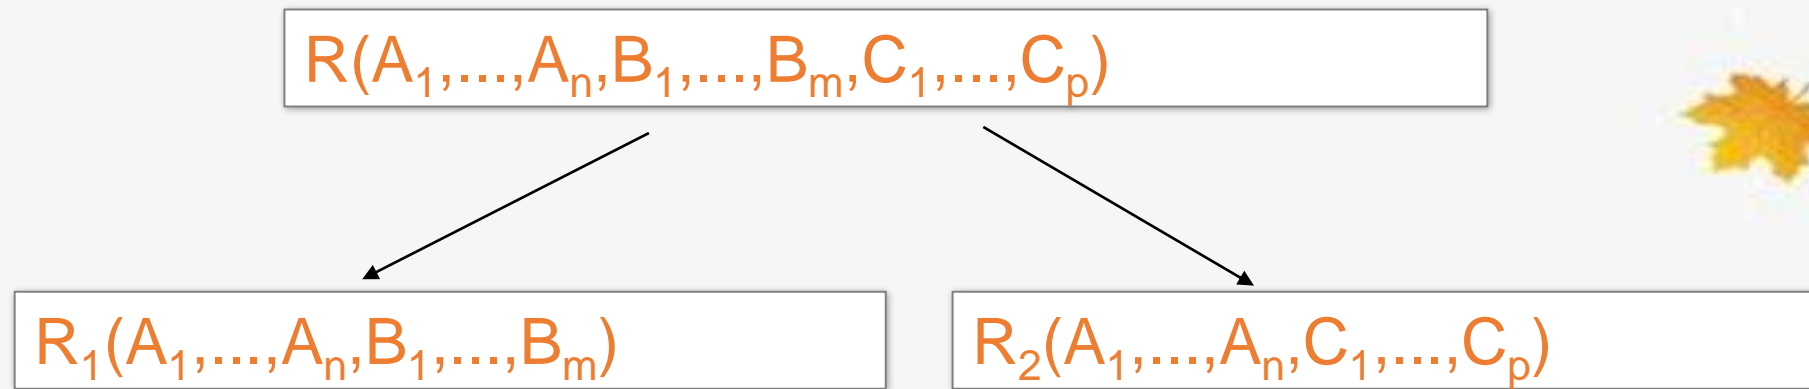 R(A₁,...,Aₙ,B₁,...,Bₘ,C₁,...,Cₚ)
R₁(A₁,...,Aₙ,B₁,...,Bₘ)
R₂(A₁,...,Aₙ,C₁,...,Cₚ)